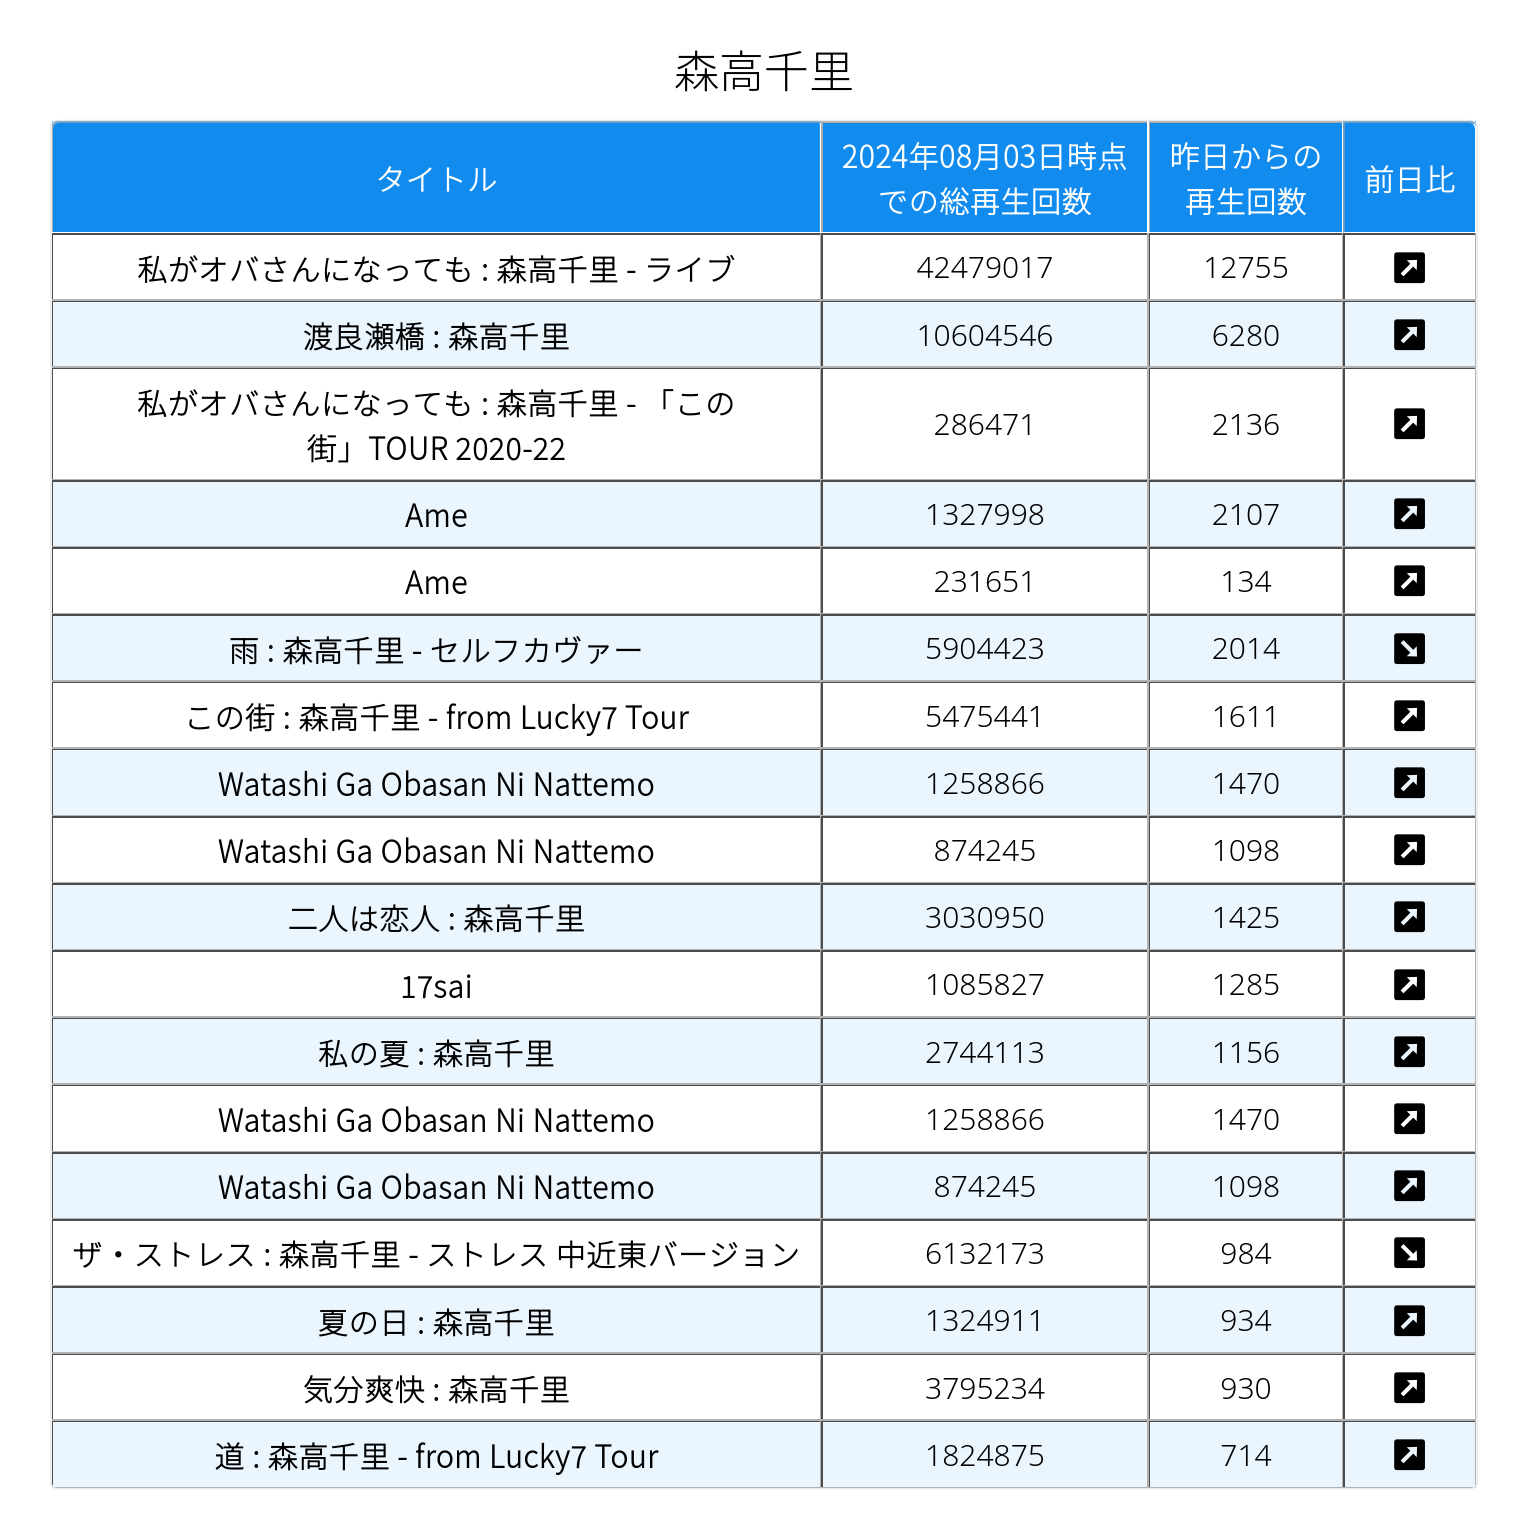 森高千里
タイトル
2024年08月03日時点
での総再生回数
昨日からの
再生回数
前日比
私がオバさんになっても : 森高千里 - ライブ 42479017 12755
渡良瀬橋 : 森高千里 10604546 6280
私がオバさんになっても : 森高千里 - 「この
街」TOUR 2020-22 286471 2136
Ame 1327998 2107
Ame 231651 134
雨 : 森高千里 - セルフカヴァー 5904423 2014
この街 : 森高千里 - from Lucky7 Tour 5475441 1611
Watashi Ga Obasan Ni Nattemo 1258866 1470
Watashi Ga Obasan Ni Nattemo 874245 1098
二人は恋人 : 森高千里 3030950 1425
17sai 1085827 1285
私の夏 : 森高千里 2744113 1156
Watashi Ga Obasan Ni Nattemo 1258866 1470
Watashi Ga Obasan Ni Nattemo 874245 1098
ザ・ストレス : 森高千里 - ストレス 中近東バージョン 6132173 984
夏の日 : 森高千里 1324911 934
気分爽快 : 森高千里 3795234 930
道 : 森高千里 - from Lucky7 Tour 1824875 714